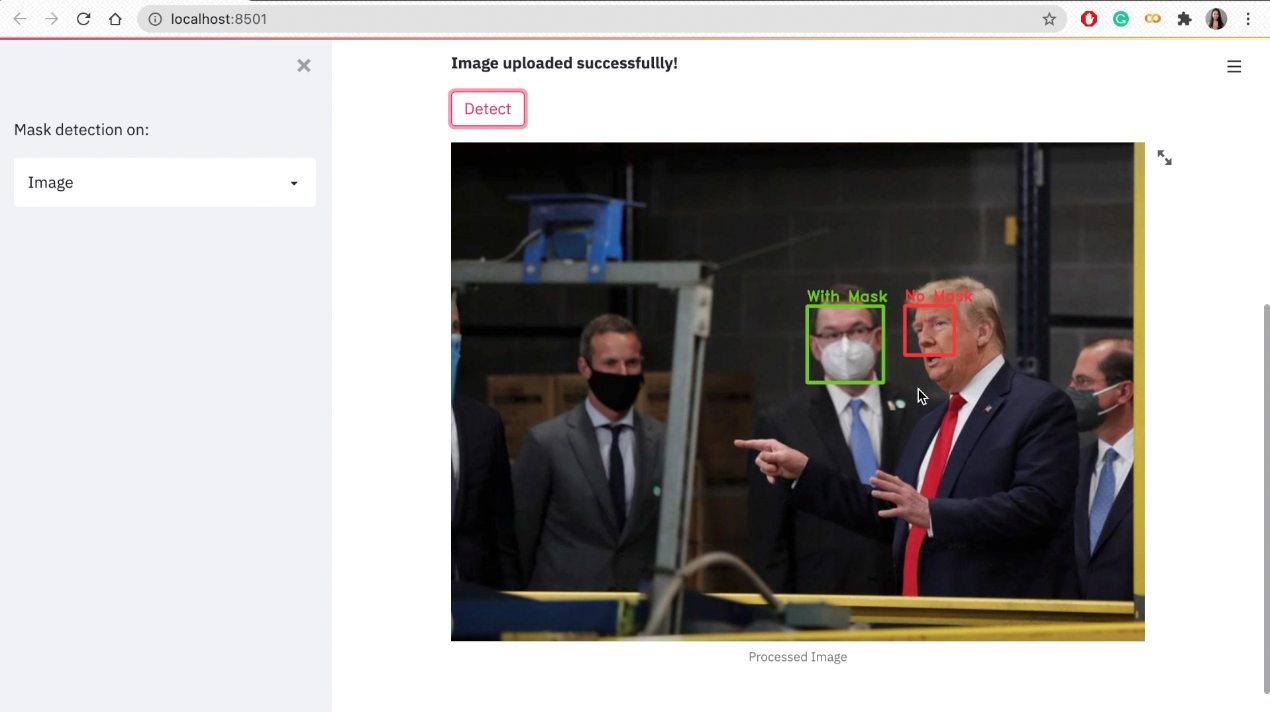 localhost:8501
Image uploaded successfullly!
Detect
Mask detection on:
Image
With Mask
No Mask
Processed Image